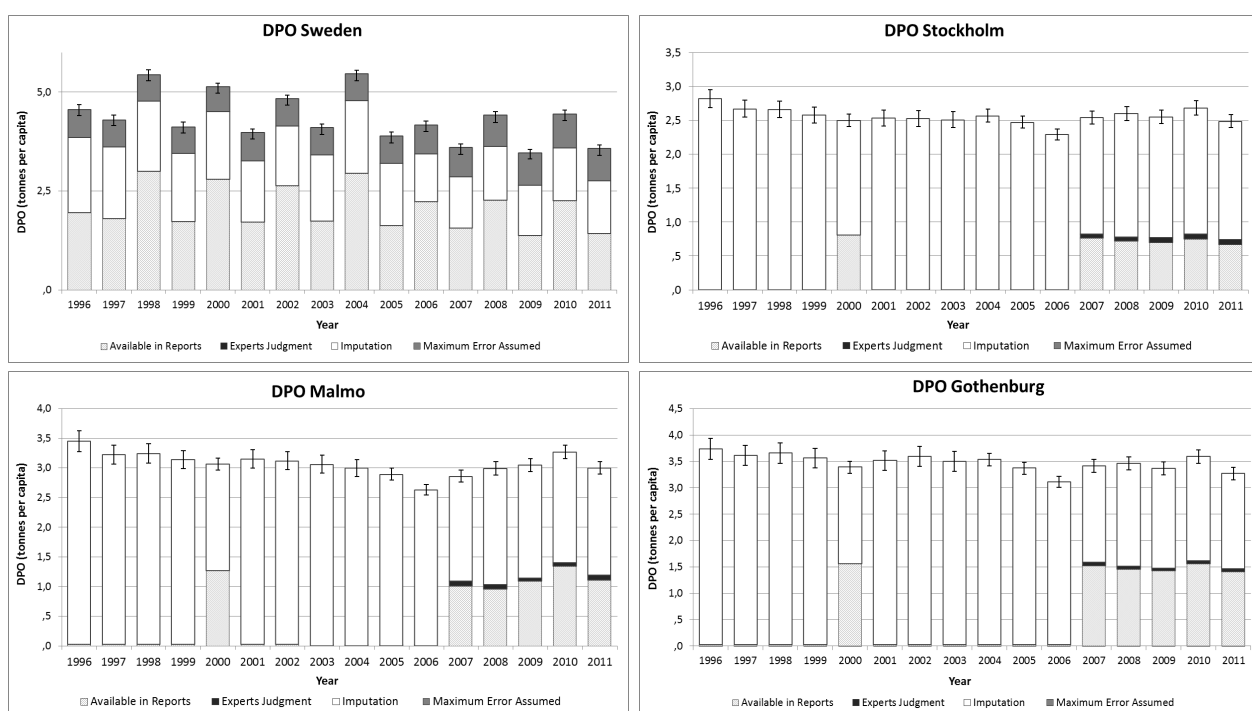 DPO Sweden
DPO (tonnes per capita)
5,0
2,5
,0
1996 1997 1998 1999 2000 2001 2002 2003 2004 2005 2006 2007 2008 2009 2010 2011
Year
Available in Reports Experts Judgment Imputation Maximum Error Assumed
DPO Stockholm
DPO (tonnes per capita)
3,5
3,0
2,5
2,0
1,5
1,0
,5
,0
1996 1997 1998 1999 2000 2001 2002 2003 2004 2005 2006 2007 2008 2009 2010 2011
Year
Available in Reports Experts Judgment Imputation Maximum Error Assumed
DPO Malmo
DPO (tonnes per capita)
4,0
3,5
3,0
2,5
2,0
1,5
1,0
,5
,0
1996 1997 1998 1999 2000 2001 2002 2003 2004 2005 2006 2007 2008 2009 2010 2011
Year
Available in Reports Experts Judgment Imputation Maximum Error Assumed
DPO Gothenburg
DPO (tonnes per capita)
4,5
4,0
3,5
3,0
2,5
2,0
1,5
1,0
,5
,0
1996 1997 1998 1999 2000 2001 2002 2003 2004 2005 2006 2007 2008 2009 2010 2011
Year
Available in Reports Experts Judgment Imputation Maximum Error Assumed